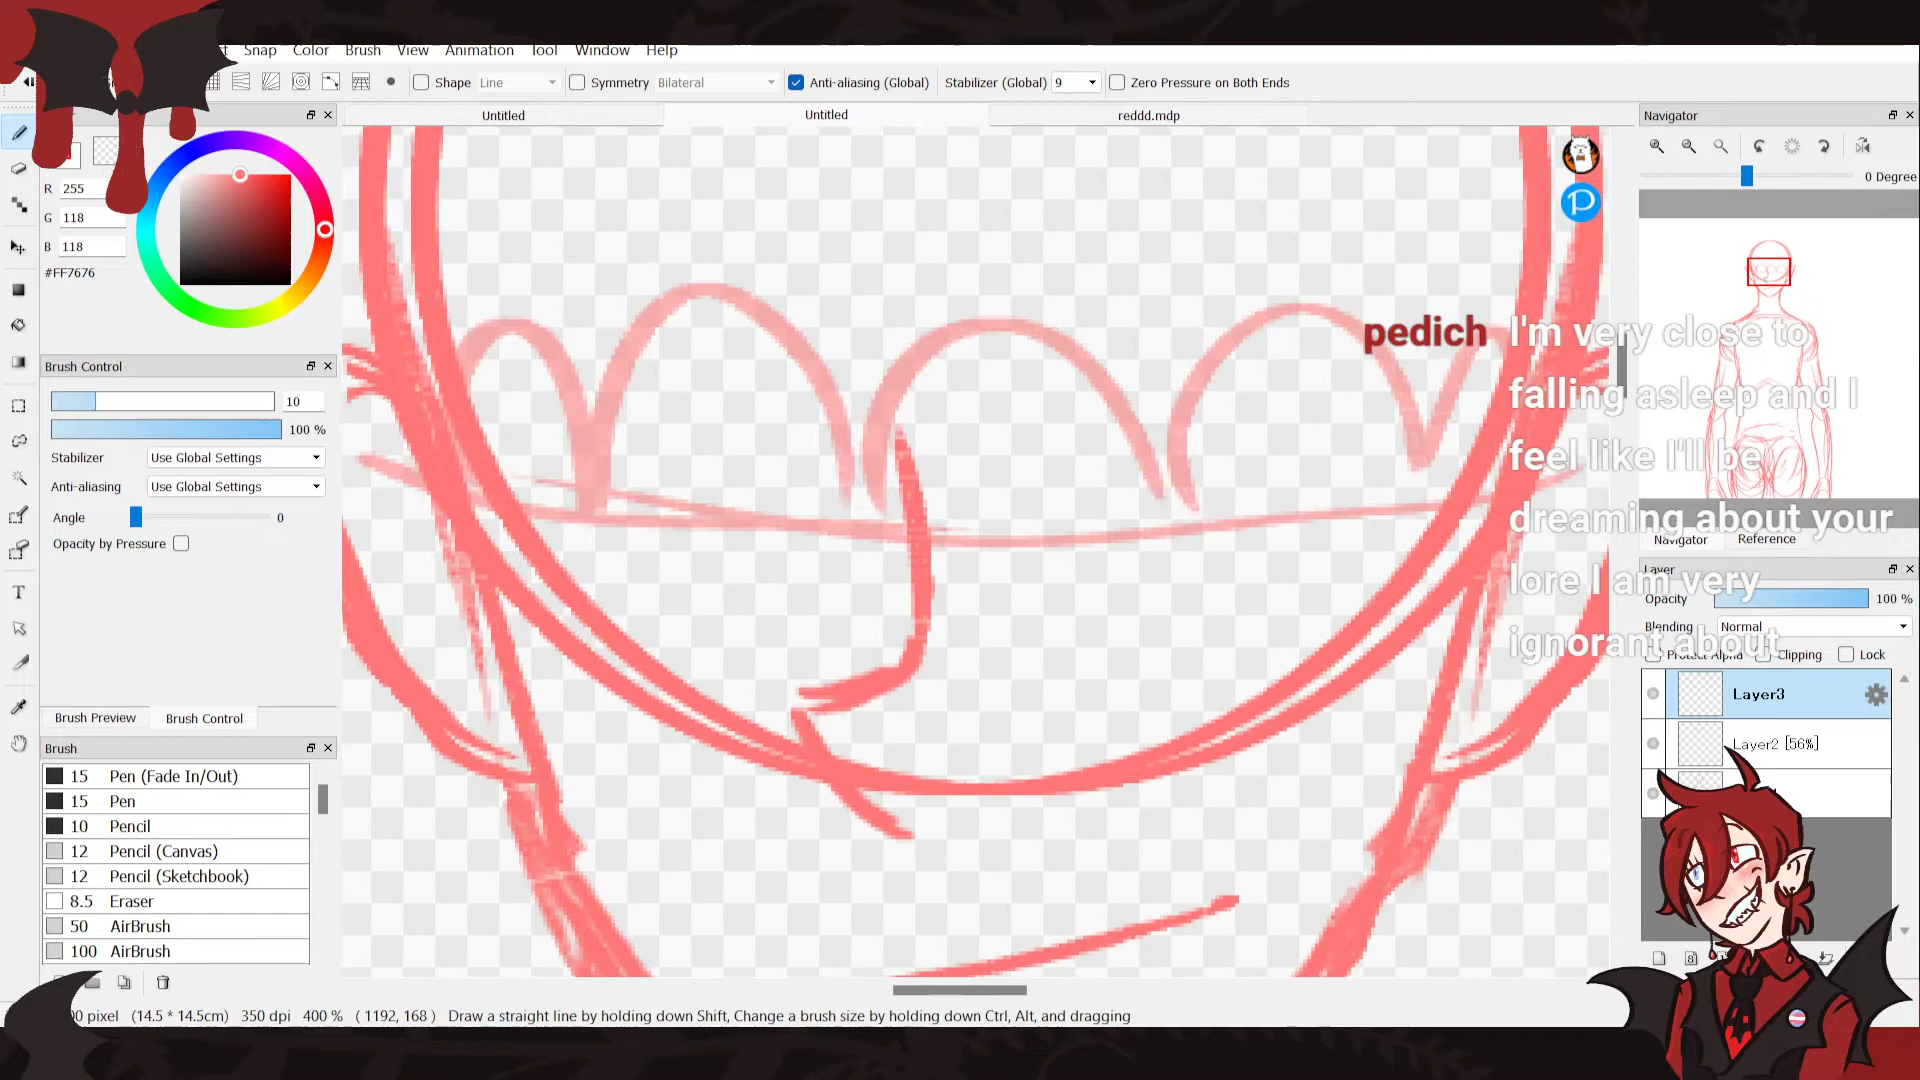 Snap Color Brush View Animation Tool Window Help
Shape Line Symmetry Bilateral Anti-aliasing (Global) Stabilizer (Global) 9 Zero Pressure on Both Ends
Untitled Untitled reddd.mdp
Navigator
0 Degree
R 255
G 118
B 118
#FF7676
Brush Control
10
100 %
Stabilizer Use Global Settings
Anti-aliasing Use Global Settings
Angle 0
Opacity by Pressure
Brush Preview Brush Control
Brush
15 Pen (Fade In/Out)
15 Pen
10 Pencil
12 Pencil (Canvas)
12 Pencil (Sketchbook)
8.5 Eraser
50 AirBrush
100 AirBrush
pedich I'm very close to
falling asleep and I
feel like I'll be
dreaming about your
lore I am very
ignorant about
Navigator Reference
Layer
Opacity 100 %
Blending Normal
Protect Alpha Clipping Lock
Layer3
Layer2 [56%]
pixel (14.5 * 14.5cm) 350 dpi 400 % ( 1192, 168 ) Draw a straight line by holding down Shift, Change a brush size by holding down Ctrl, Alt, and dragging